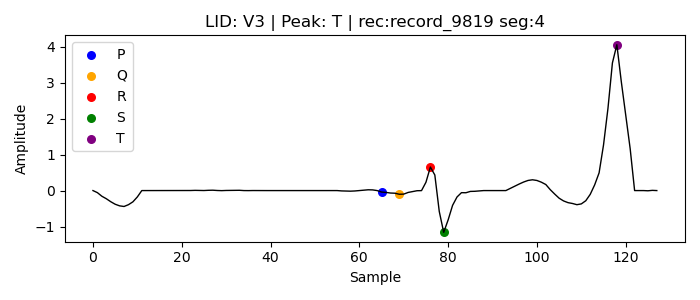 LID: V3 | Peak: T | rec:record_9819 seg:4
P
Q
R
S
T
Amplitude
4
3
2
1
0
−1
0 20 40 60 80 100 120
Sample